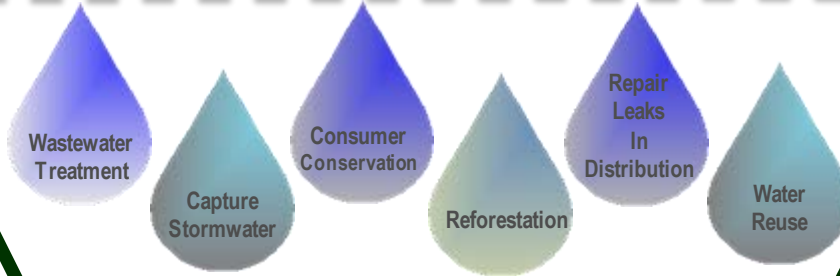 Wastewater
Treatment
Capture
Stormwater
Consumer
Conservation
Reforestation
Repair
Leaks
In
Distribution
Water
Reuse